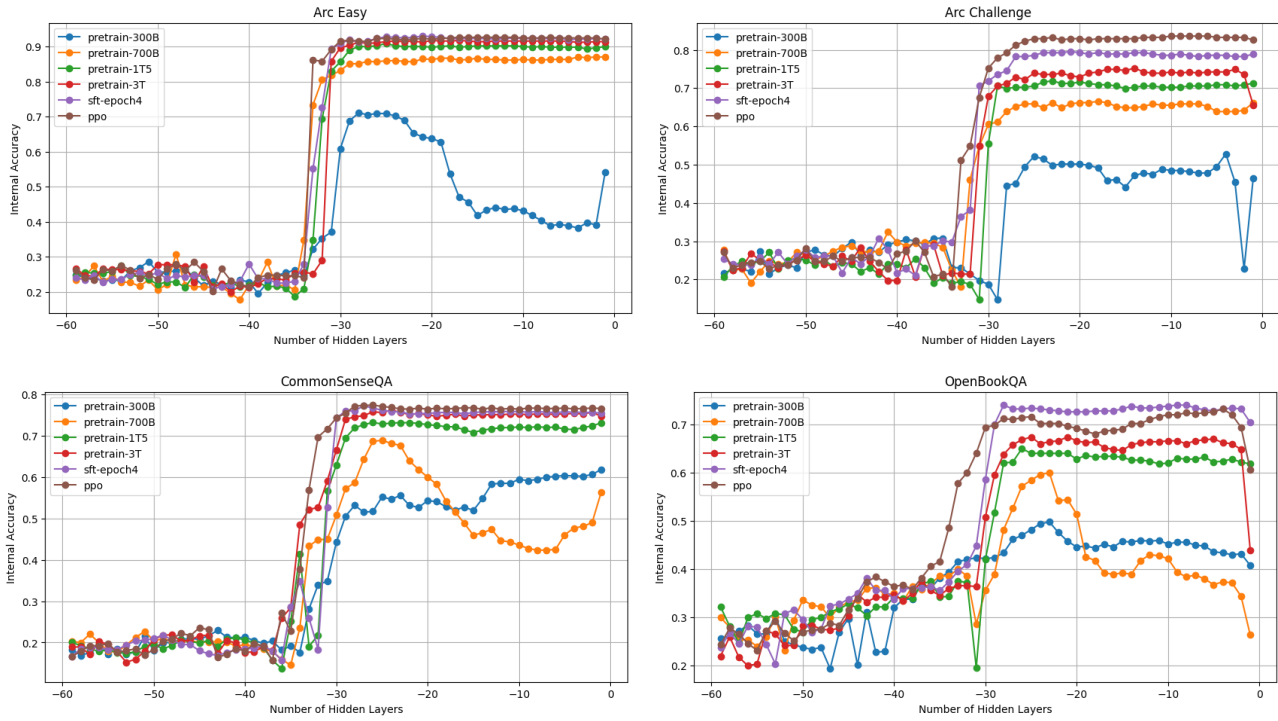 Arc Easy
Internal Accuracy
0.9
0.8
0.7
0.6
0.5
0.4
0.3
0.2
pretrain-300B
pretrain-700B
pretrain-1T5
pretrain-3T
sft-epoch4
ppo
−60 −50 −40 −30 −20 −10 0
Number of Hidden Layers
Arc Challenge
Internal Accuracy
0.8
0.7
0.6
0.5
0.4
0.3
0.2
pretrain-300B
pretrain-700B
pretrain-1T5
pretrain-3T
sft-epoch4
ppo
−60 −50 −40 −30 −20 −10 0
Number of Hidden Layers
CommonSenseQA
Internal Accuracy
0.8
0.7
0.6
0.5
0.4
0.3
0.2
pretrain-300B
pretrain-700B
pretrain-1T5
pretrain-3T
sft-epoch4
ppo
−60 −50 −40 −30 −20 −10 0
Number of Hidden Layers
OpenBookQA
Internal Accuracy
0.7
0.6
0.5
0.4
0.3
0.2
pretrain-300B
pretrain-700B
pretrain-1T5
pretrain-3T
sft-epoch4
ppo
−60 −50 −40 −30 −20 −10 0
Number of Hidden Layers